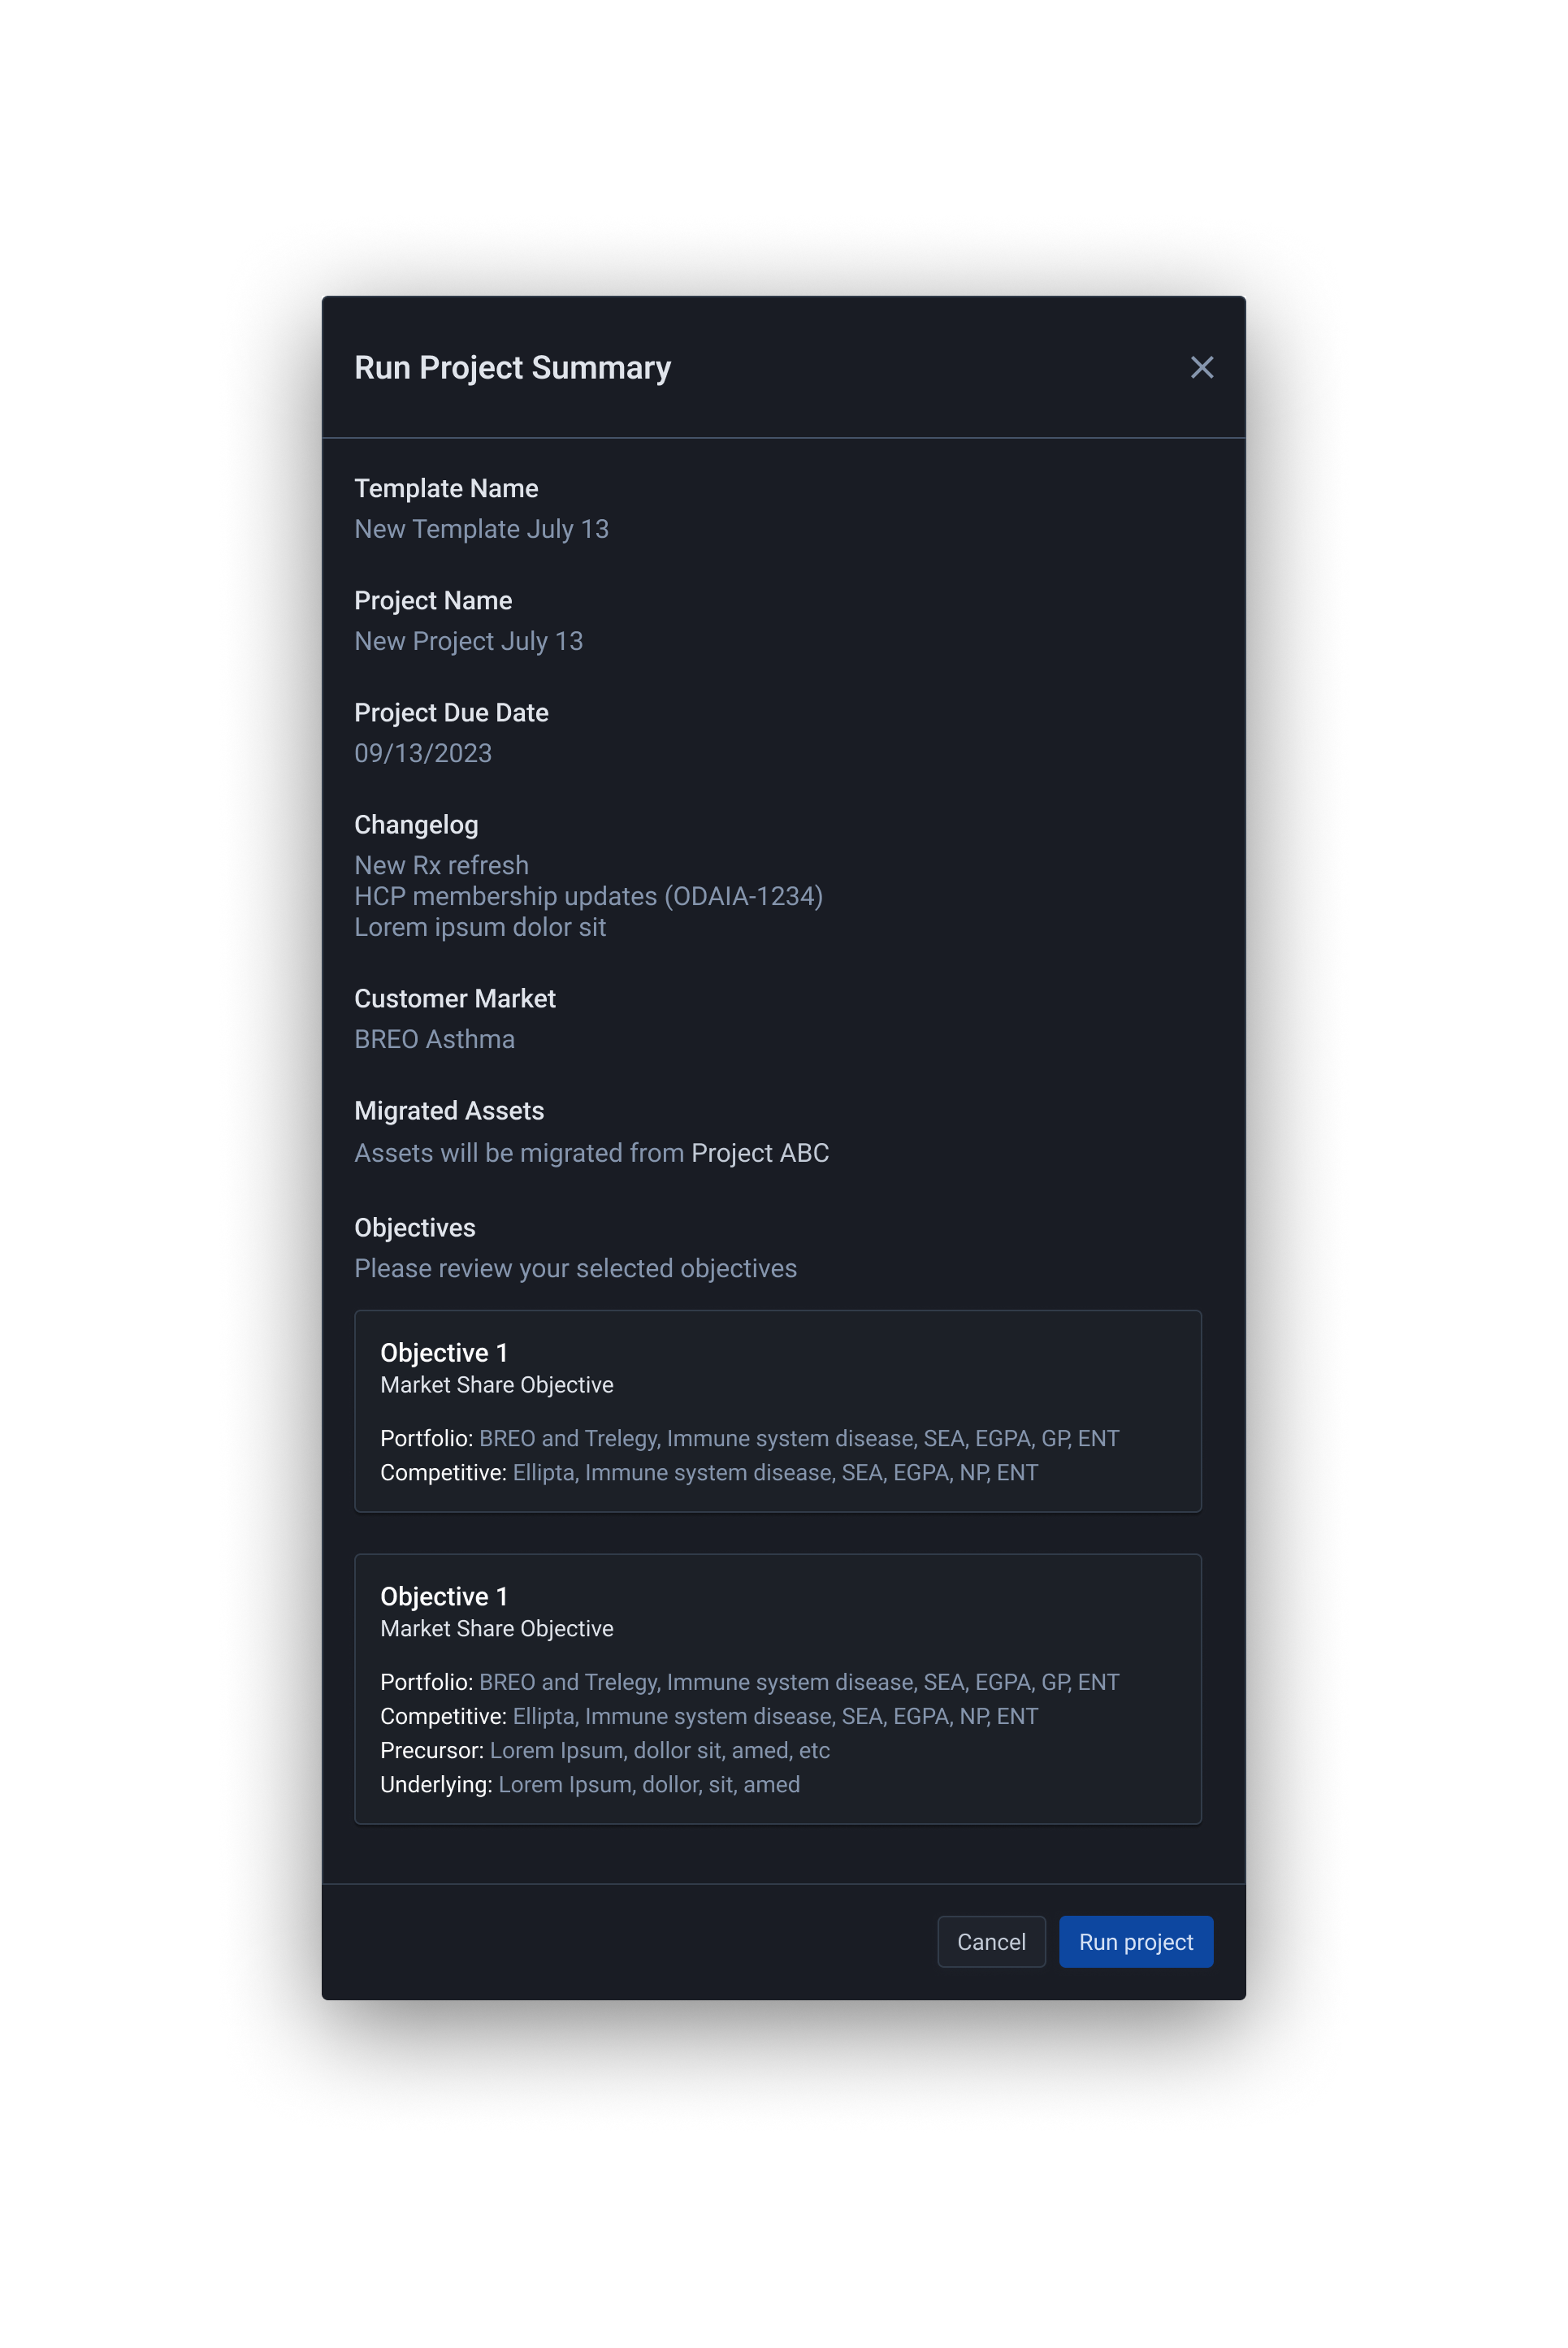 Run Project Summary
Template Name
New Template July 13
Project Name
New Project July 13
Project Due Date
09/13/2023
Changelog
New Rx refresh
HCP membership updates (ODAIA-1234)
Lorem ipsum dolor sit
Customer Market
BREO Asthma
Migrated Assets
Assets will be migrated from Project ABC
Objectives
Please review your selected objectives
Objective 1
Market Share Objective
Portfolio: BREO and Trelegy, Immune system disease, SEA, EGPA, GP, ENT
Competitive: Ellipta, Immune system disease, SEA, EGPA, NP, ENT
Objective 1
Market Share Objective
Portfolio: BREO and Trelegy, Immune system disease, SEA, EGPA, GP, ENT
Competitive: Ellipta, Immune system disease, SEA, EGPA, NP, ENT
Precursor: Lorem Ipsum, dollor sit, amed, etc
Underlying: Lorem Ipsum, dollor, sit, amed
Cancel Run project